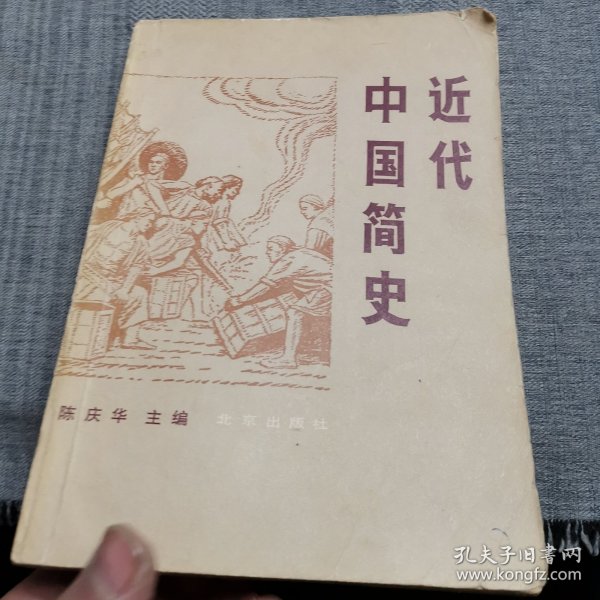 近代
中国简史
陈庆华 主编 北京出版社
孔夫子旧书网
www.kongfz.com